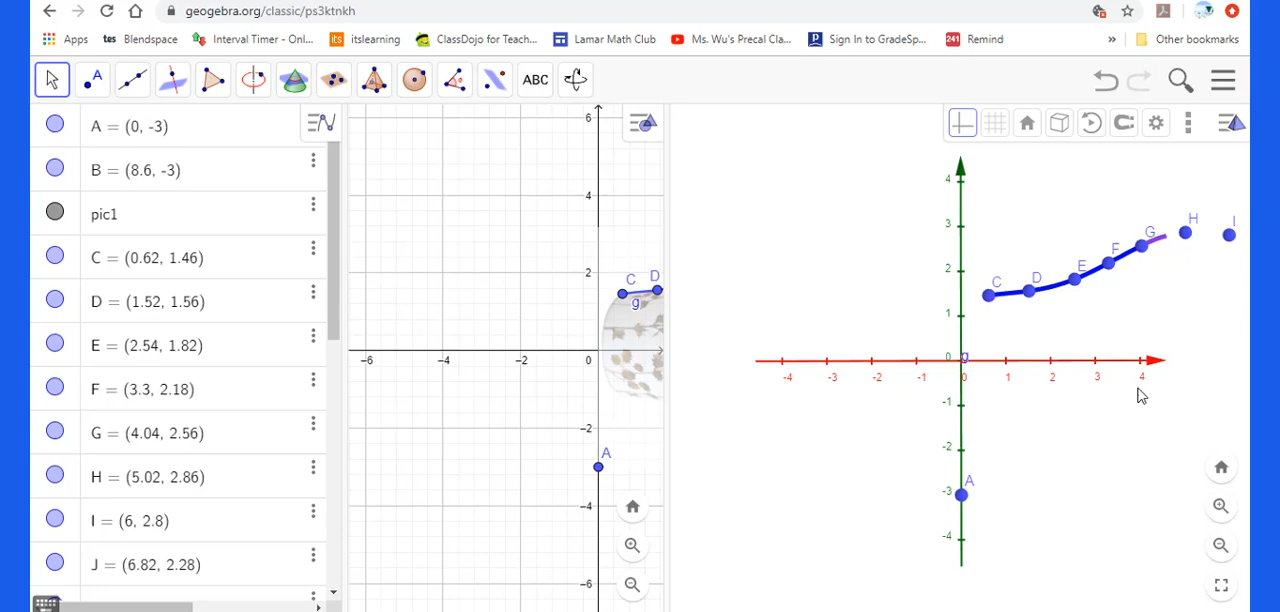 geogebra.org/classic/ps3ktnkh
Apps
tes Blendspace
Interval Timer - Onl...
its itslearning
ClassDojo for Teach...
Lamar Math Club
Ms. Wu's Precal Cla...
P Sign In to GradeSp...
241 Remind
»
Other bookmarks
A
ABC
A = (0, -3)
B = (8.6, -3)
pic1
C = (0.62, 1.46)
D = (1.52, 1.56)
E = (2.54, 1.82)
F = (3.3, 2.18)
G = (4.04, 2.56)
H = (5.02, 2.86)
I = (6, 2.8)
J = (6.82, 2.28)
6
4
2
0
-2
-4
-6
-6 -4 -2
C D
g
A
4
3
2
1
0
-1
-2
-3
-4
-4 -3 -2 -1 0 1 2 3 4
C D E F G H I
g
A